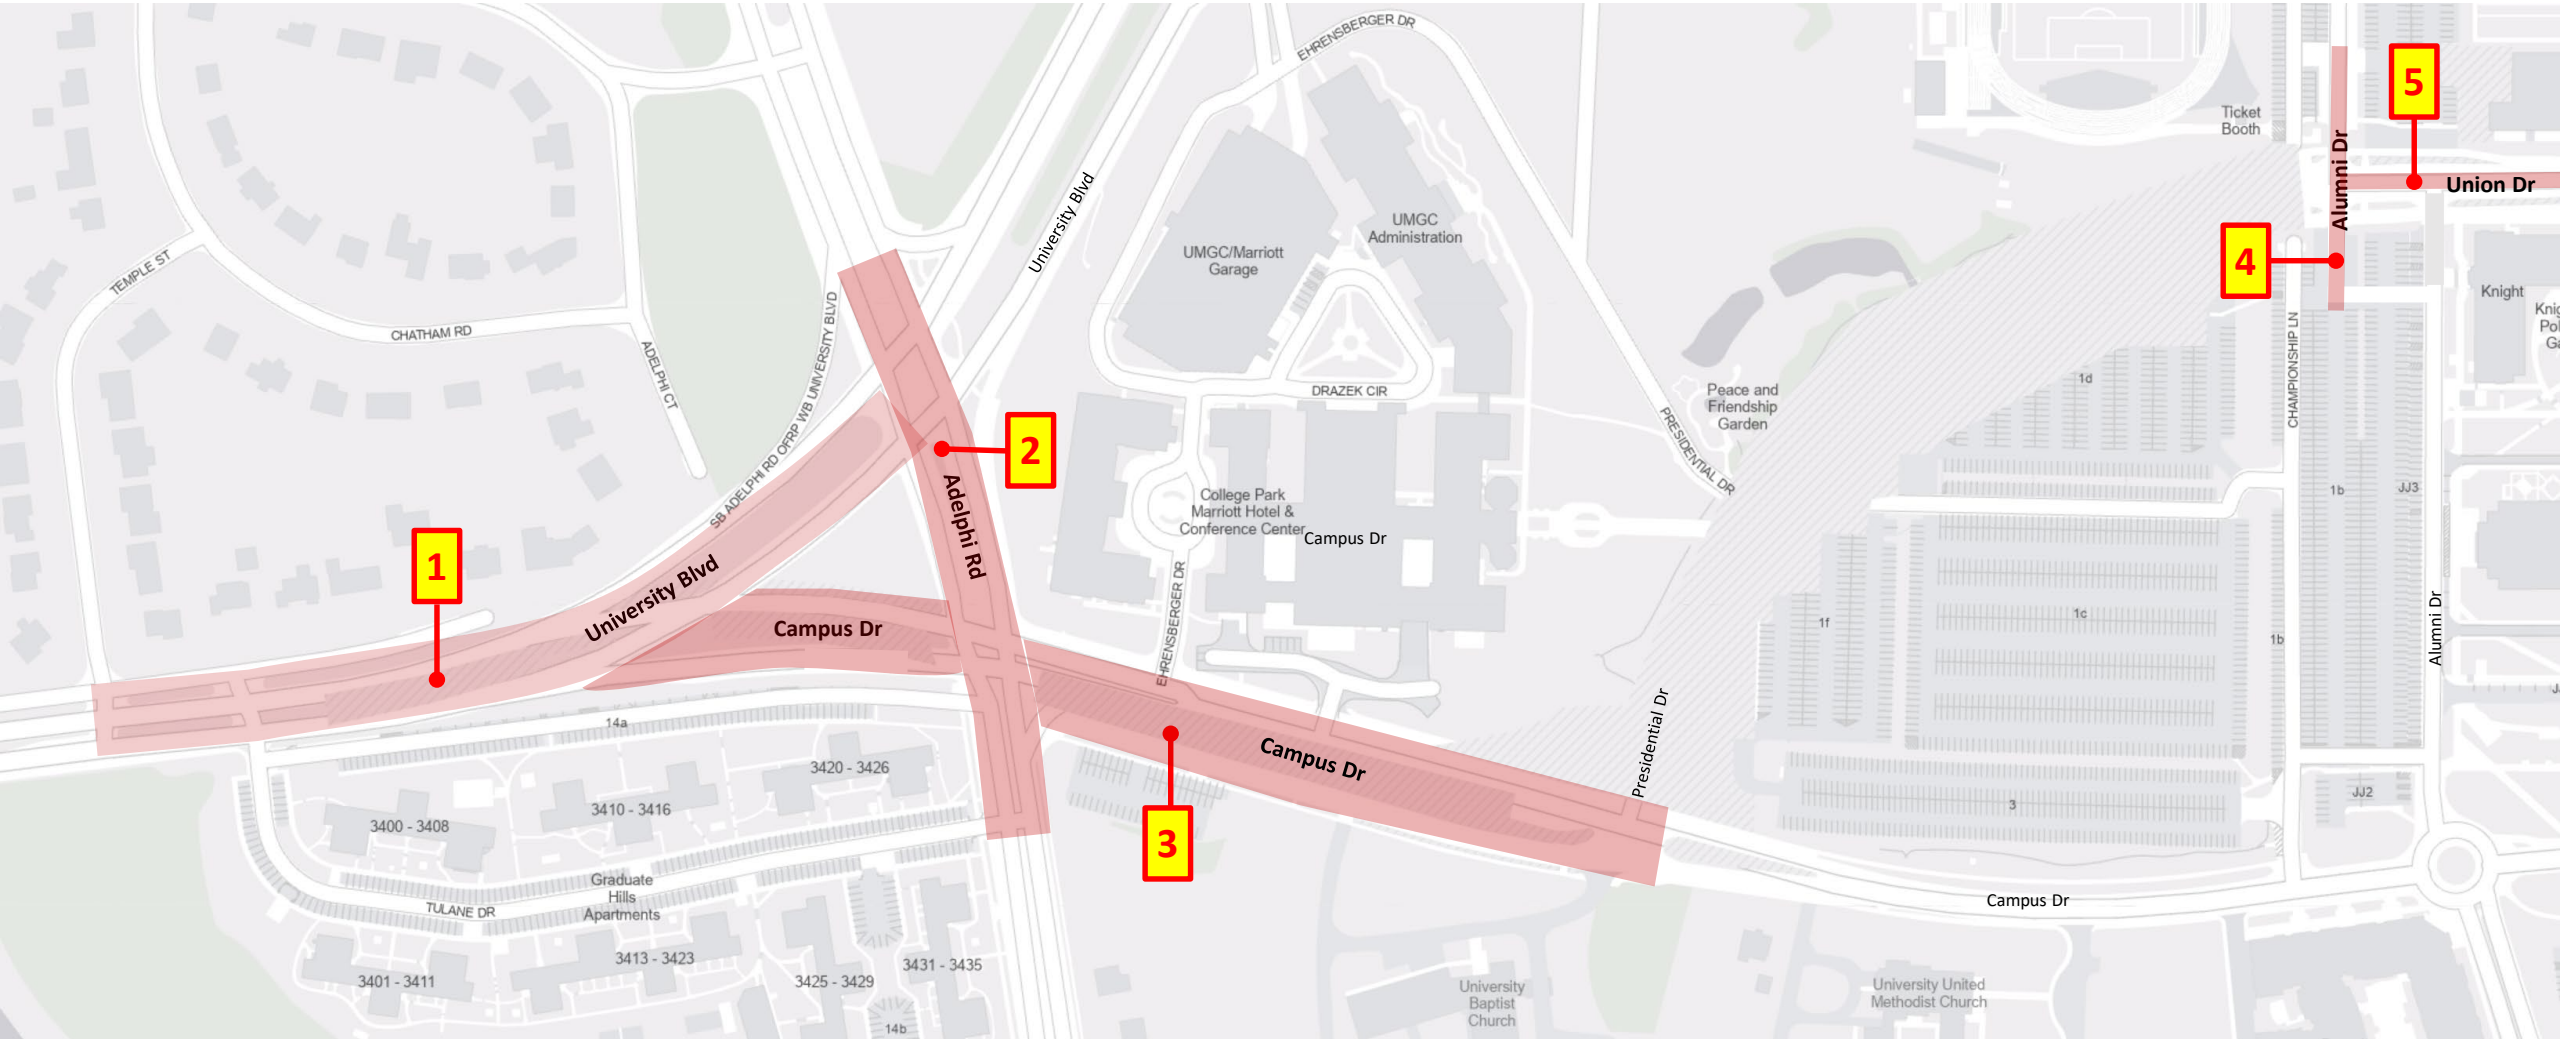 EHRENSBERGER DR
5
Ticket
Booth
Alumni Dr
Union Dr
University Blvd
UMGC
Administration
UMGC/Marriott
Garage
4
TEMPLE ST
CHATHAM RD
ADELPHI CT
SB ADELPHI RD OFRP WB UNIVERSITY BLVD
Knight
CHAMPIONSHIP LN
1d
DRAZEK CIR
Peace and
Friendship
Garden
PRESIDENTIAL DR
2
Adelphi Rd
College Park
Marriott Hotel &
Conference Center
Campus Dr
1b
JJ3
1
University Blvd
Campus Dr
EHRENSBERGER DR
1f
1c
1b
Alumni Dr
14a
Campus Dr
Presidential Dr
3420 - 3426
3410 - 3416
3400 - 3408
3
3
JJ2
Graduate
Hills
Apartments
TULANE DR
Campus Dr
3413 - 3423
3431 - 3435
3401 - 3411
3425 - 3429
14b
University
Baptist
Church
University United
Methodist Church